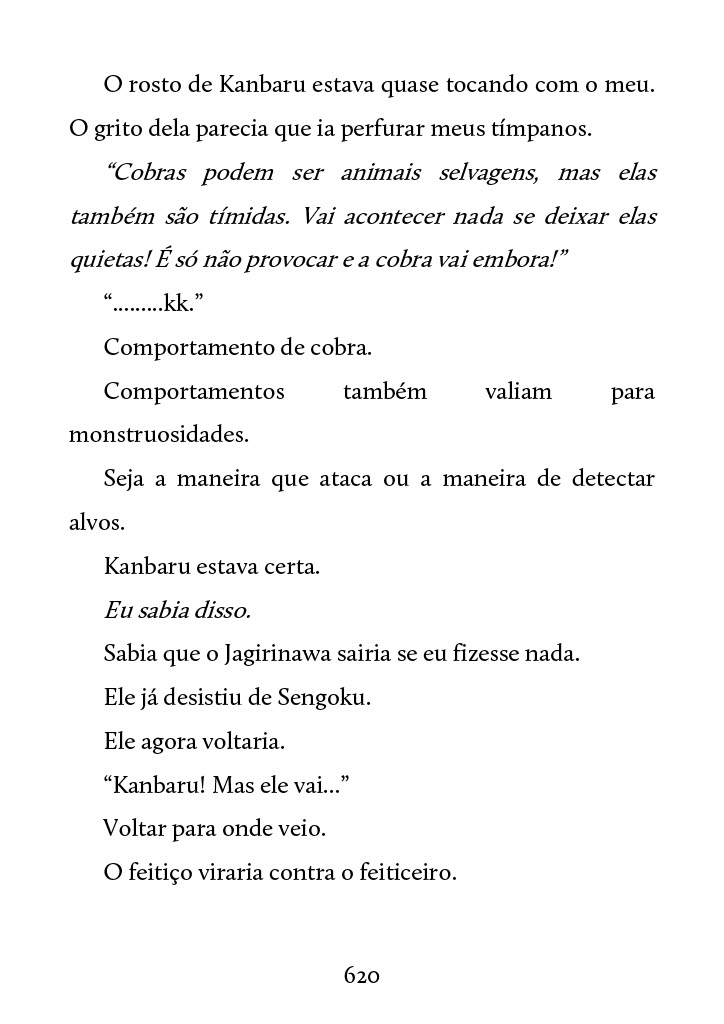 O rosto de Kanbaru estava quase tocando com o meu.
O grito dela parecia que ia perfurar meus tímpanos.
“Cobras podem ser animais selvagens, mas elas
também são tímidas. Vai acontecer nada se deixar elas
quietas! É só não provocar e a cobra vai embora!”
“.........kk.”
Comportamento de cobra.
Comportamentos também valiam para
monstruosidades.
Seja a maneira que ataca ou a maneira de detectar
alvos.
Kanbaru estava certa.
Eu sabia disso.
Sabia que o Jagirinawa sairia se eu fizesse nada.
Ele já desistiu de Sengoku.
Ele agora voltaria.
“Kanbaru! Mas ele vai...”
Voltar para onde veio.
O feitiço viraria contra o feiticeiro.
620